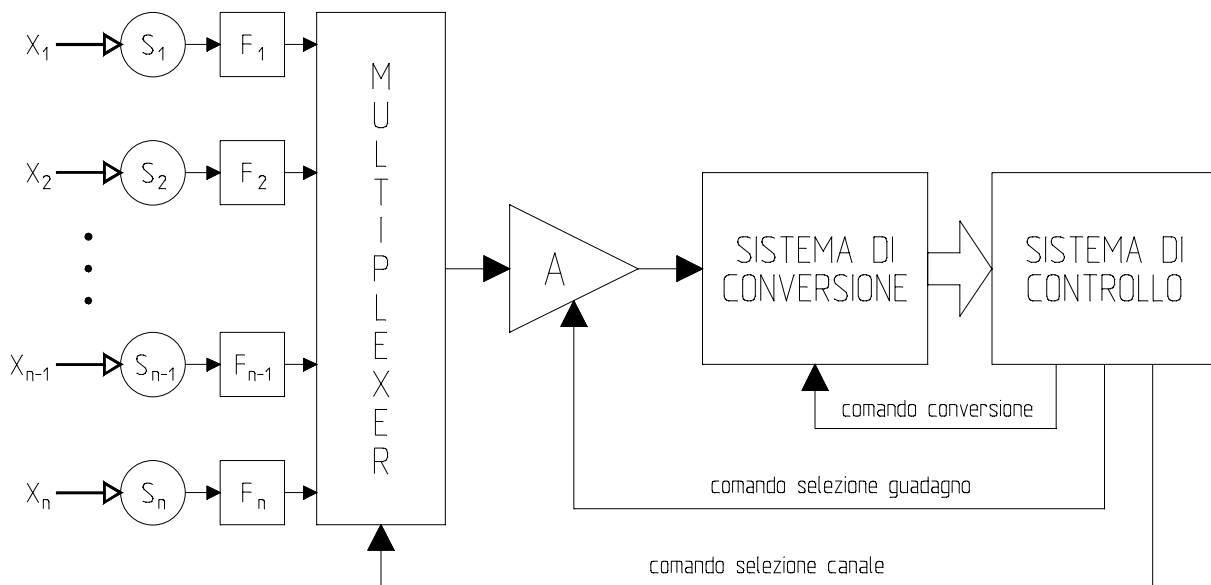 X1 S1 F1
X2 S2 F2
Xn-1 Sn-1 Fn-1
Xn Sn Fn
MULTIPLEXER
A
SISTEMA DI
CONVERSIONE
SISTEMA DI
CONTROLLO
comando conversione
comando selezione guadagno
comando selezione canale